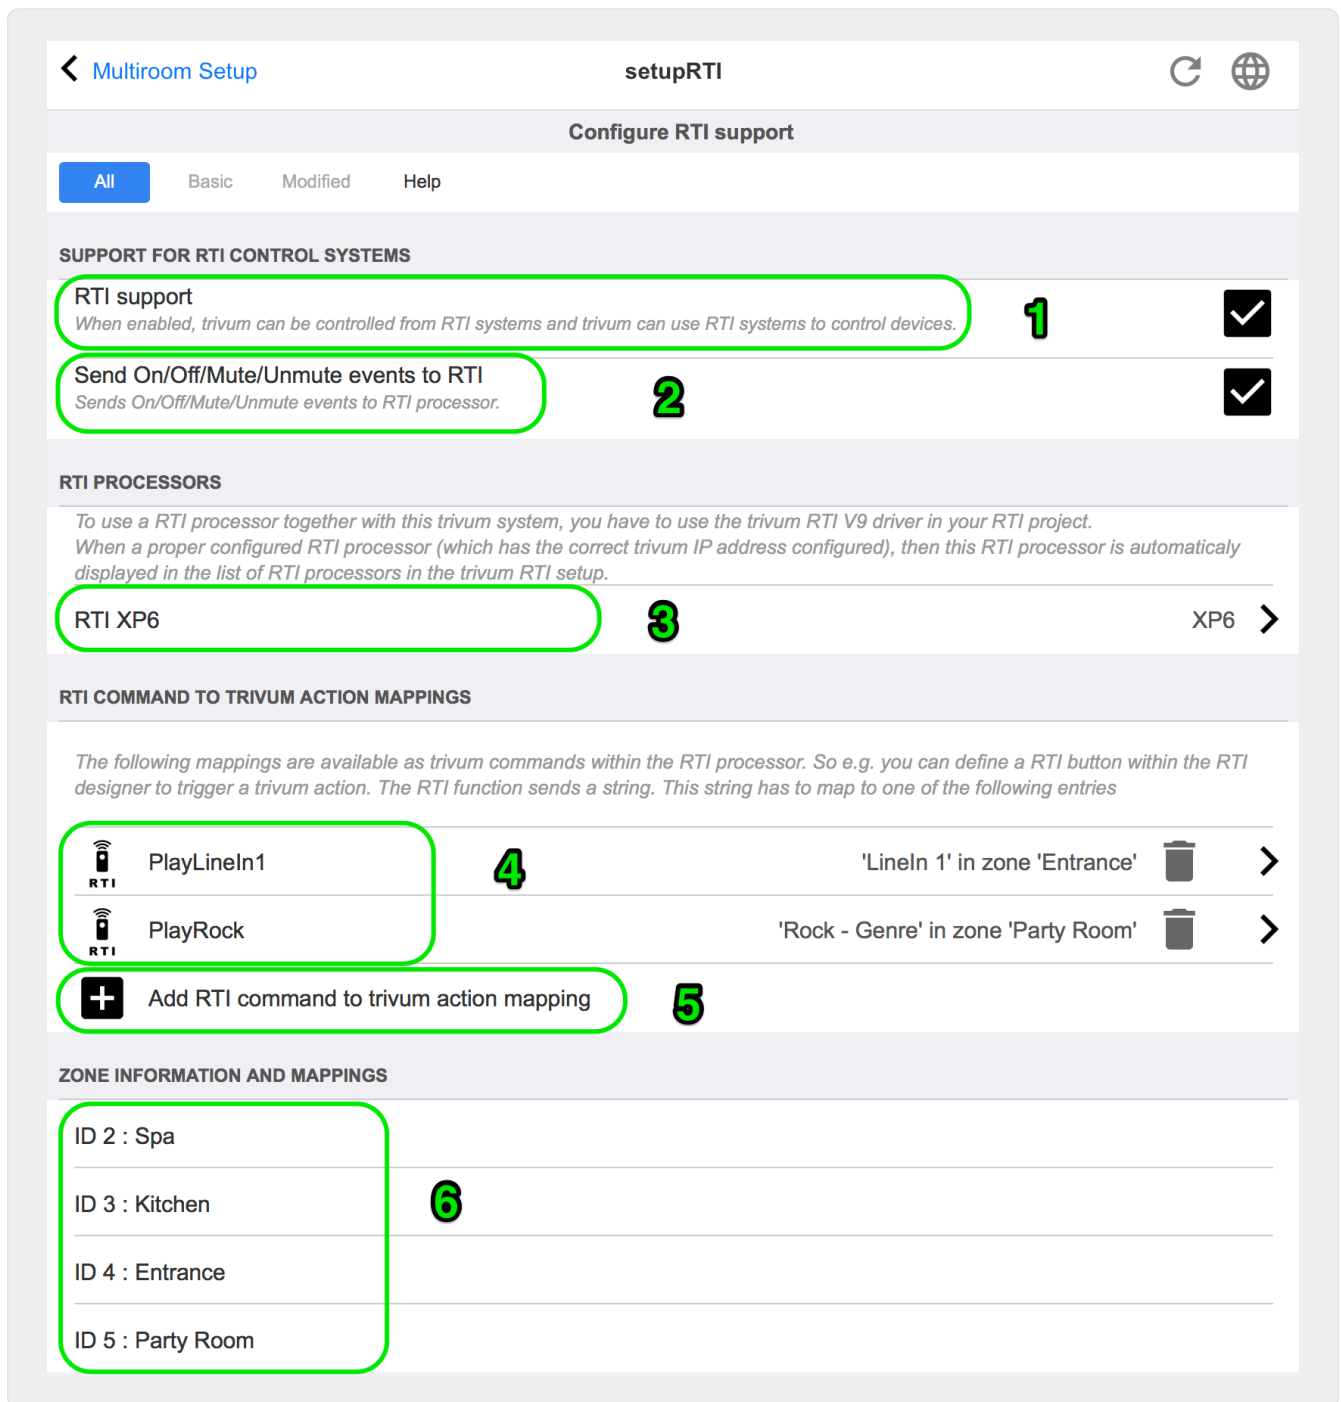 Multiroom Setup
setupRTI
Configure RTI support
All Basic Modified Help
SUPPORT FOR RTI CONTROL SYSTEMS
RTI support
When enabled, trivum can be controlled from RTI systems and trivum can use RTI systems to control devices.
1
Send On/Off/Mute/Unmute events to RTI
Sends On/Off/Mute/Unmute events to RTI processor.
2
RTI PROCESSORS
To use a RTI processor together with this trivum system, you have to use the trivum RTI V9 driver in your RTI project.
When a proper configured RTI processor (which has the correct trivum IP address configured), then this RTI processor is automaticaly
displayed in the list of RTI processors in the trivum RTI setup.
RTI XP6 3 XP6
RTI COMMAND TO TRIVUM ACTION MAPPINGS
The following mappings are available as trivum commands within the RTI processor. So e.g. you can define a RTI button within the RTI
designer to trigger a trivum action. The RTI function sends a string. This string has to map to one of the following entries
RTI PlayLineIn1 4 'LineIn 1' in zone 'Entrance'
RTI PlayRock 'Rock - Genre' in zone 'Party Room'
Add RTI command to trivum action mapping 5
ZONE INFORMATION AND MAPPINGS
ID 2 : Spa
ID 3 : Kitchen 6
ID 4 : Entrance
ID 5 : Party Room